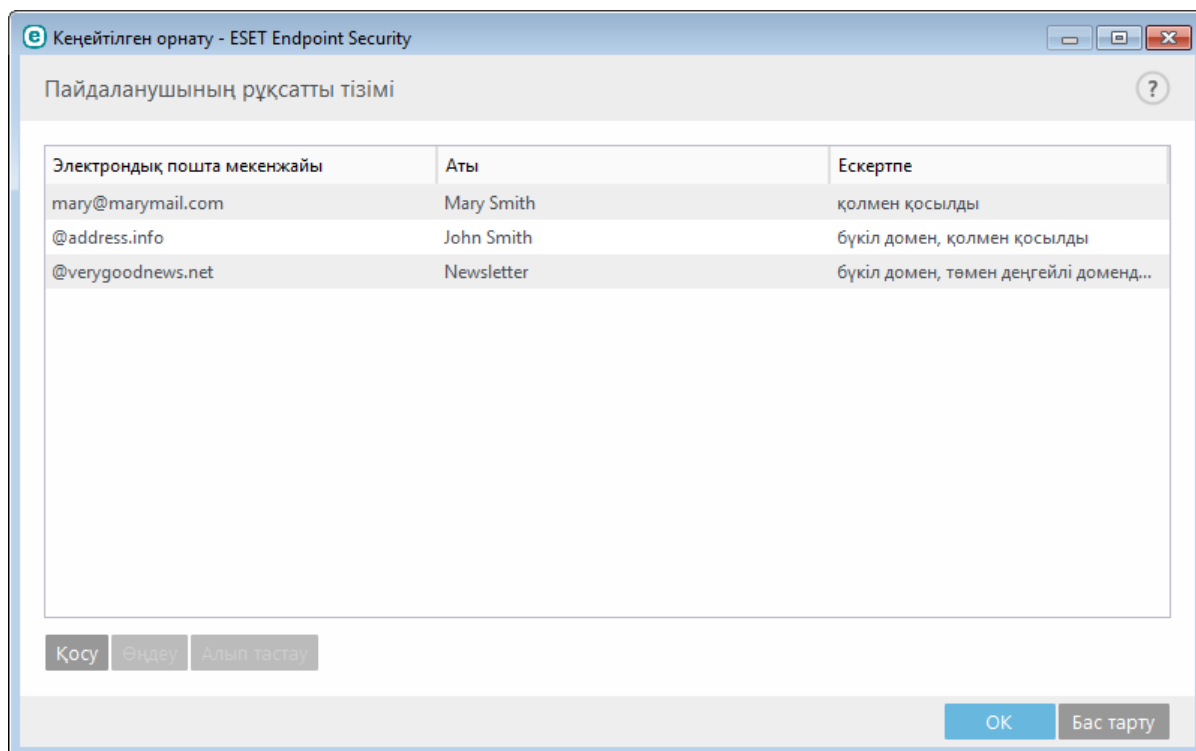 e Кеңейтілген орнату - ESET Endpoint Security
Пайдаланушының рұқсатты тізімі ?
Электрондық пошта мекенжайы Аты Ескертпе
mary@marymail.com Mary Smith қолмен қосылды
@address.info John Smith бүкіл домен, қолмен қосылды
@verygoodnews.net Newsletter бүкіл домен, төмен деңгейлі доменд...
Қосу Өңдеу Алып тастау
OK Бас тарту